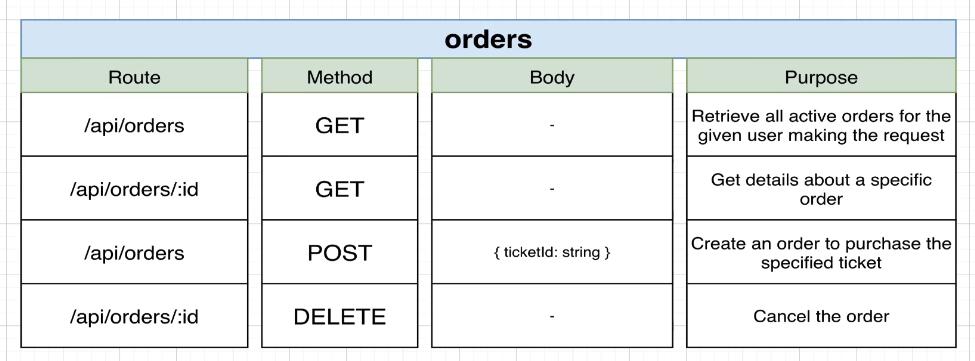 orders
Route Method Body Purpose
/api/orders GET - Retrieve all active orders for the
given user making the request
/api/orders/:id GET - Get details about a specific
order
/api/orders POST { ticketId: string } Create an order to purchase the
specified ticket
/api/orders/:id DELETE - Cancel the order